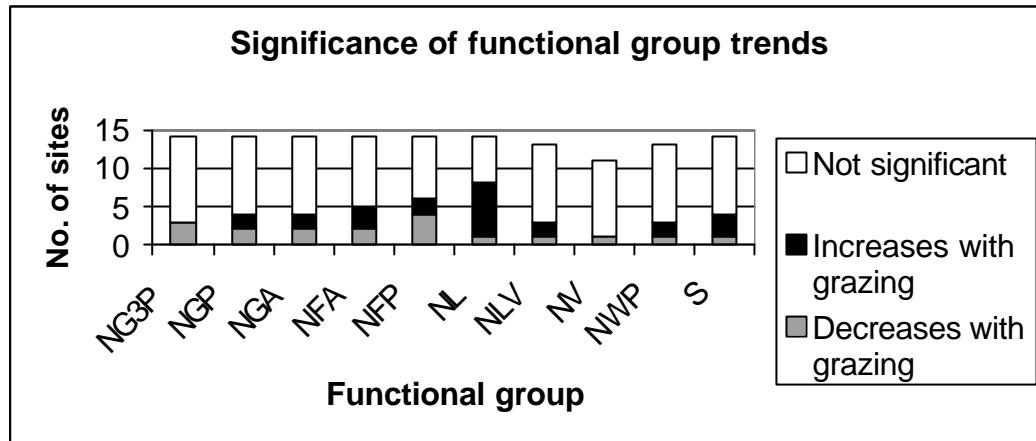 Significance of functional group trends
No. of sites
15
10
5
0
NG3P
NGP
NGA
NFA
NFP
NL
NLV
NV
NWP
S
Functional group
Not significant
Increases with
grazing
Decreases with
grazing